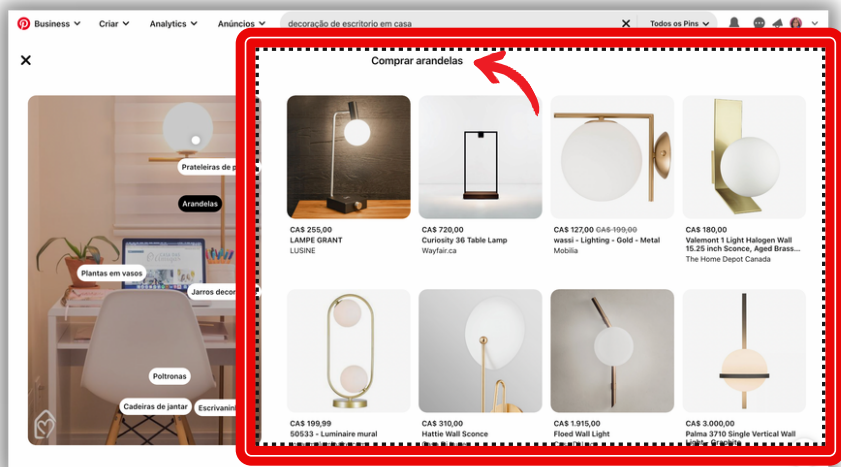 Business
Criar
Analytics
Anúncios
decoração de escritorio em casa
Todos os Pins
Comprar arandelas
Prateleiras de p
Arandelas
Plantas em vasos
Jarros decor
Poltronas
Cadeiras de jantar
Escrivanin
CA$ 255,00
LAMPE GRANT
LUSINE
CA$ 720,00
Curiosity 36 Table Lamp
Wayfair.ca
CA$ 127,00 CA$ 199,00
wassi - Lighting - Gold - Metal
Mobilia
CA$ 180,00
Valemont 1 Light Halogen Wall
15.25 inch Sconce, Aged Brass...
The Home Depot Canada
CA$ 199,99
50533 - Luminaire mural
CA$ 310,00
Hattie Wall Sconce
CA$ 1.915,00
Floed Wall Light
CA$ 3.000,00
Palma 3710 Single Vertical Wall
Light - Graphite